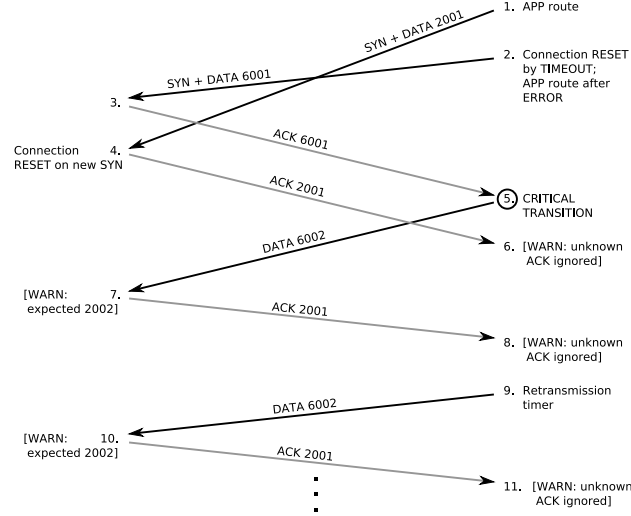 1. APP route
SYN + DATA 2001
2. Connection RESET
by TIMEOUT;
APP route after
ERROR
SYN + DATA 6001
3.
ACK 6001
Connection 4.
RESET on new SYN
ACK 2001
5. CRITICAL
TRANSITION
DATA 6002
6. [WARN: unknown
ACK ignored]
[WARN: 7.
expected 2002]
ACK 2001
8. [WARN: unknown
ACK ignored]
9. Retransmission
timer
DATA 6002
[WARN: 10.
expected 2002]
ACK 2001
11. [WARN: unknown
ACK ignored]